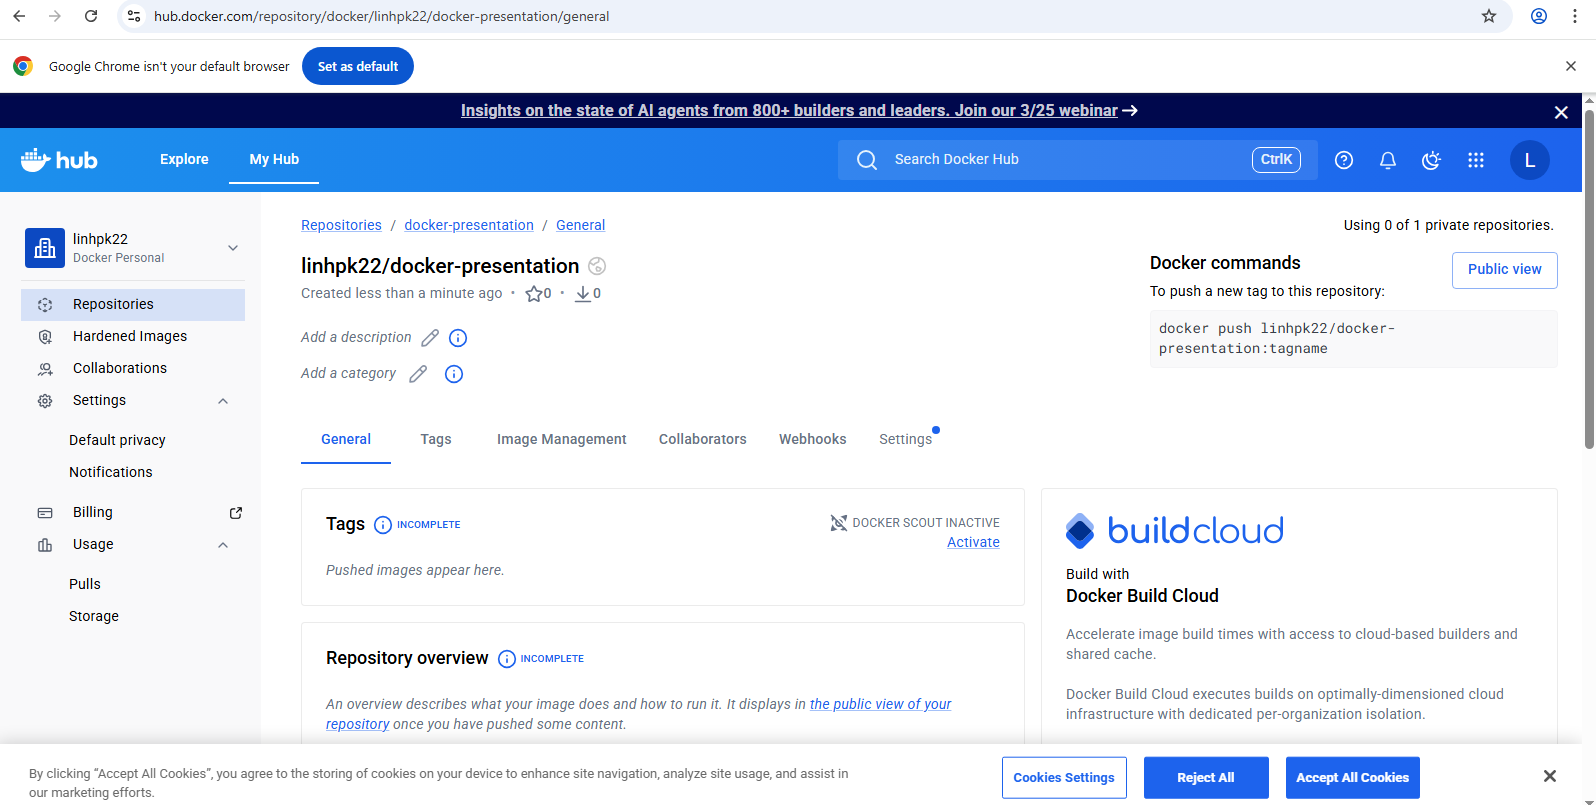 hub.docker.com/repository/docker/linhpk22/docker-presentation/general
Google Chrome isn't your default browser
Set as default
Insights on the state of AI agents from 800+ builders and leaders. Join our 3/25 webinar →
hub
Explore
My Hub
Search Docker Hub
CtrlK
L
linhpk22
Docker Personal
Repositories
Hardened Images
Collaborations
Settings
Default privacy
Notifications
Billing
Usage
Pulls
Storage
Repositories / docker-presentation / General
Using 0 of 1 private repositories.
linhpk22/docker-presentation
Created less than a minute ago · 0 · 0
Add a description
Add a category
Docker commands
Public view
To push a new tag to this repository:
docker push linhpk22/docker-
presentation:tagname
General
Tags
Image Management
Collaborators
Webhooks
Settings
Tags
INCOMPLETE
DOCKER SCOUT INACTIVE
Activate
Pushed images appear here.
Repository overview
INCOMPLETE
An overview describes what your image does and how to run it. It displays in the public view of your
repository once you have pushed some content.
buildcloud
Build with
Docker Build Cloud
Accelerate image build times with access to cloud-based builders and
shared cache.
Docker Build Cloud executes builds on optimally-dimensioned cloud
infrastructure with dedicated per-organization isolation.
By clicking “Accept All Cookies”, you agree to the storing of cookies on your device to enhance site navigation, analyze site usage, and assist in
our marketing efforts.
Cookies Settings
Reject All
Accept All Cookies